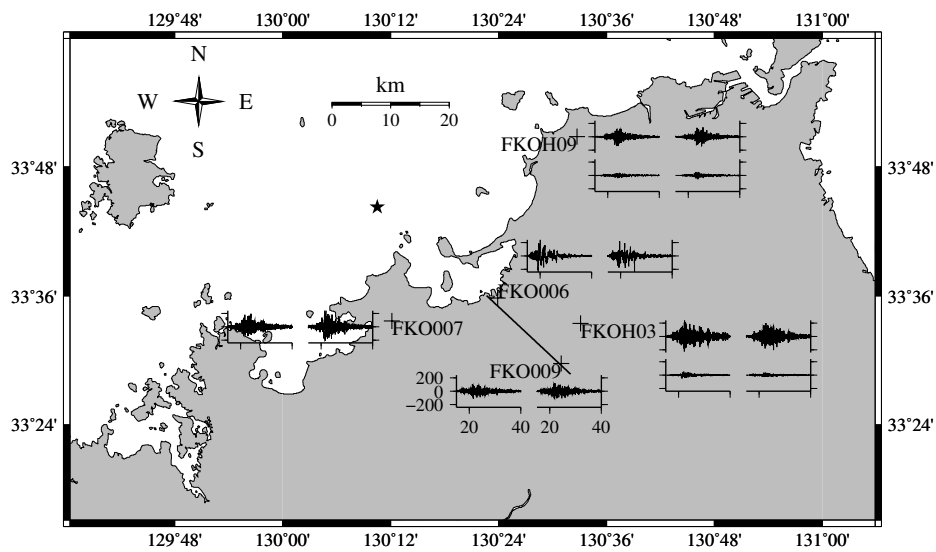 129°48' 130°00' 130°12' 130°24' 130°36' 130°48' 131°00'
N
W E
S
km
0 10 20
FKOH09
33°48' 33°48'
33°36' FKO006 33°36'
FKO007 FKOH03
FKO009
200
0
−200
20 40 20 40
33°24' 33°24'
129°48' 130°00' 130°12' 130°24' 130°36' 130°48' 131°00'